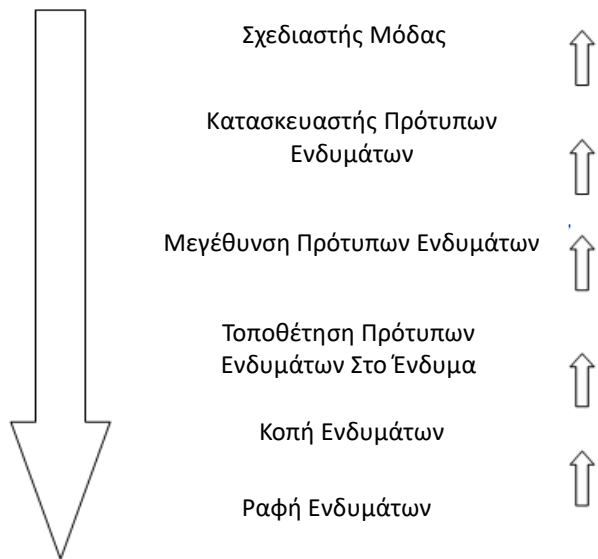 Σχεδιαστής Μόδας
Κατασκευαστής Πρότυπων
Ενδυμάτων
Μεγέθυνση Πρότυπων Ενδυμάτων
Τοποθέτηση Πρότυπων
Ενδυμάτων Στο Ένδυμα
Κοπή Ενδυμάτων
Ραφή Ενδυμάτων